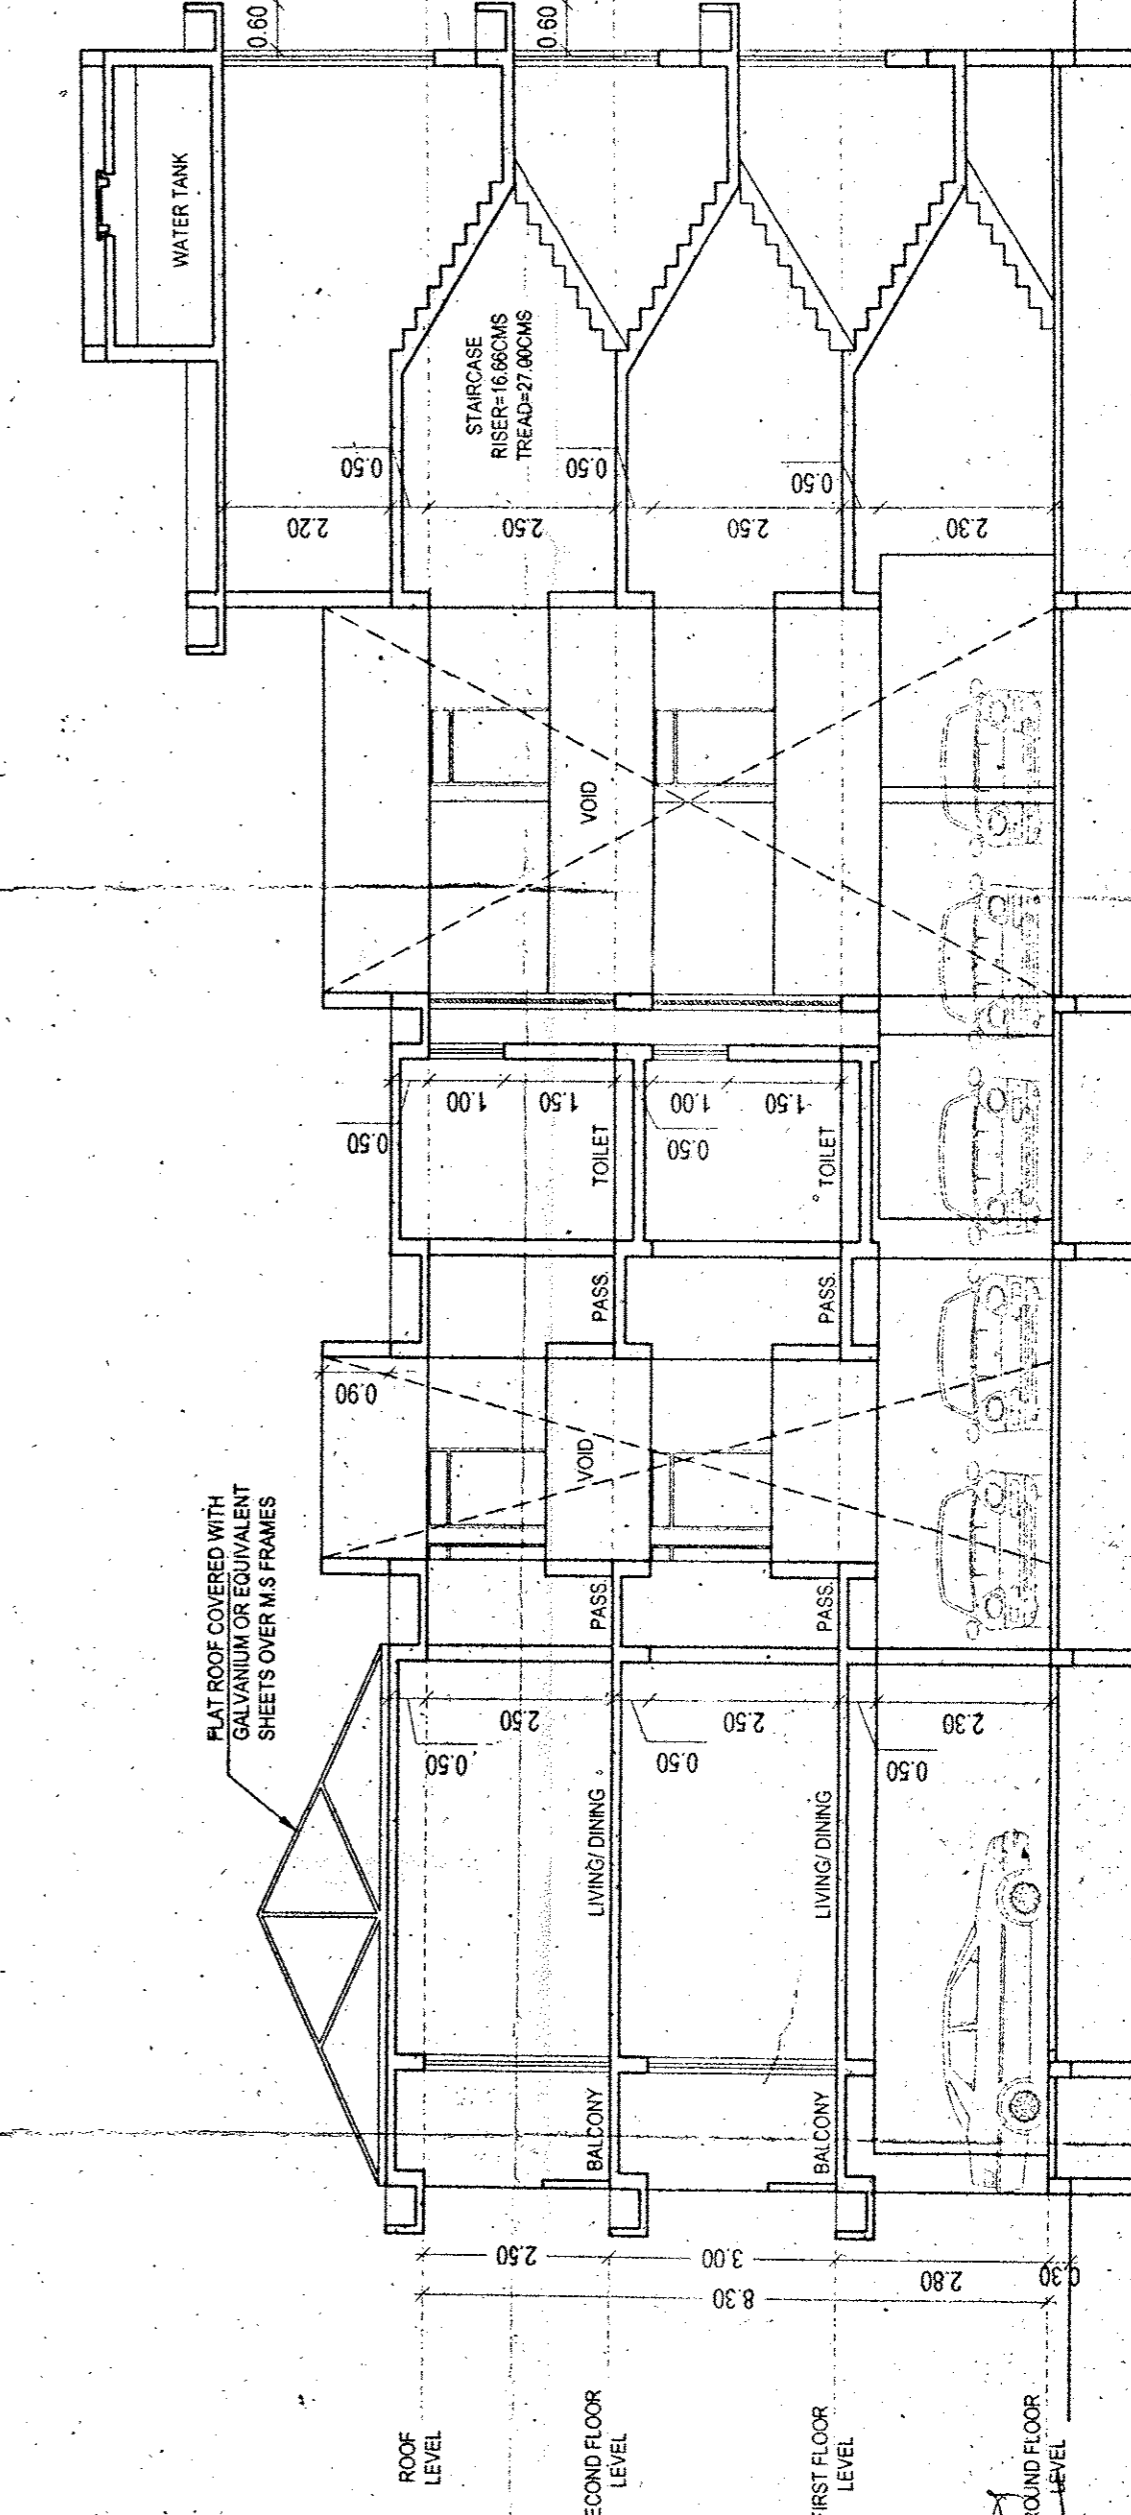 0.60
0.60
WATER TANK
STAIRCASE
RISER=16.66CMS
TREAD=27.00CMS
0.50
0.50
0.50
2.20
2.50
2.50
2.30
VOID
0.50
1.00
1.50
0.50
1.00
1.50
TOILET
TOILET
PASS.
PASS.
0.90
VOID
FLAT ROOF COVERED WITH
GALVANIUM OR EQUIVALENT
SHEETS OVER M.S FRAMES
PASS.
PASS.
0.50
2.50
0.50
2.50
0.50
2.30
LIVING/ DINING
LIVING/ DINING
BALCONY
BALCONY
2.50
3.00
2.80
0.30
8.30
ROOF
LEVEL
ECOND FLOOR
LEVEL
FIRST FLOOR
LEVEL
ROUND FLOOR
LEVEL